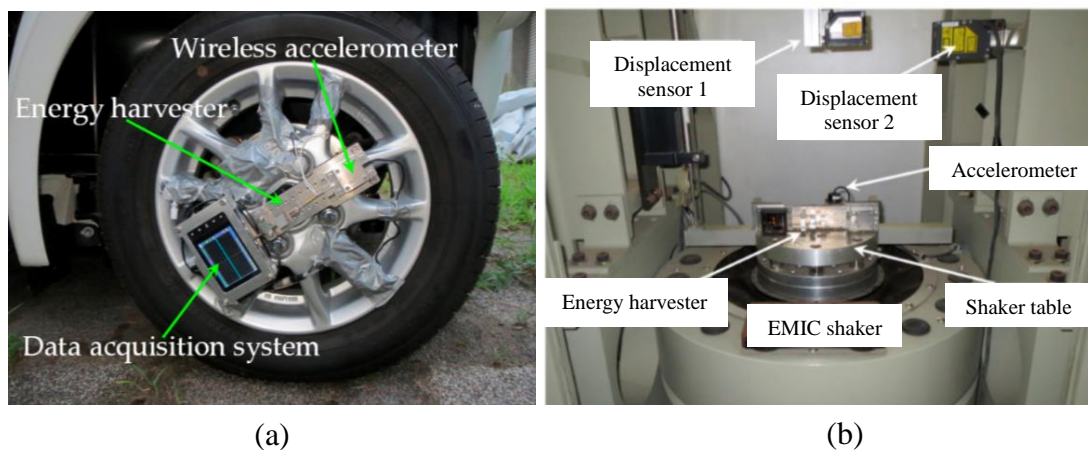 Wireless accelerometer
Energy harvester
Data acquisition system
(a)
Displacement
sensor 1
Displacement
sensor 2
Accelerometer
Energy harvester
EMIC shaker
Shaker table
(b)